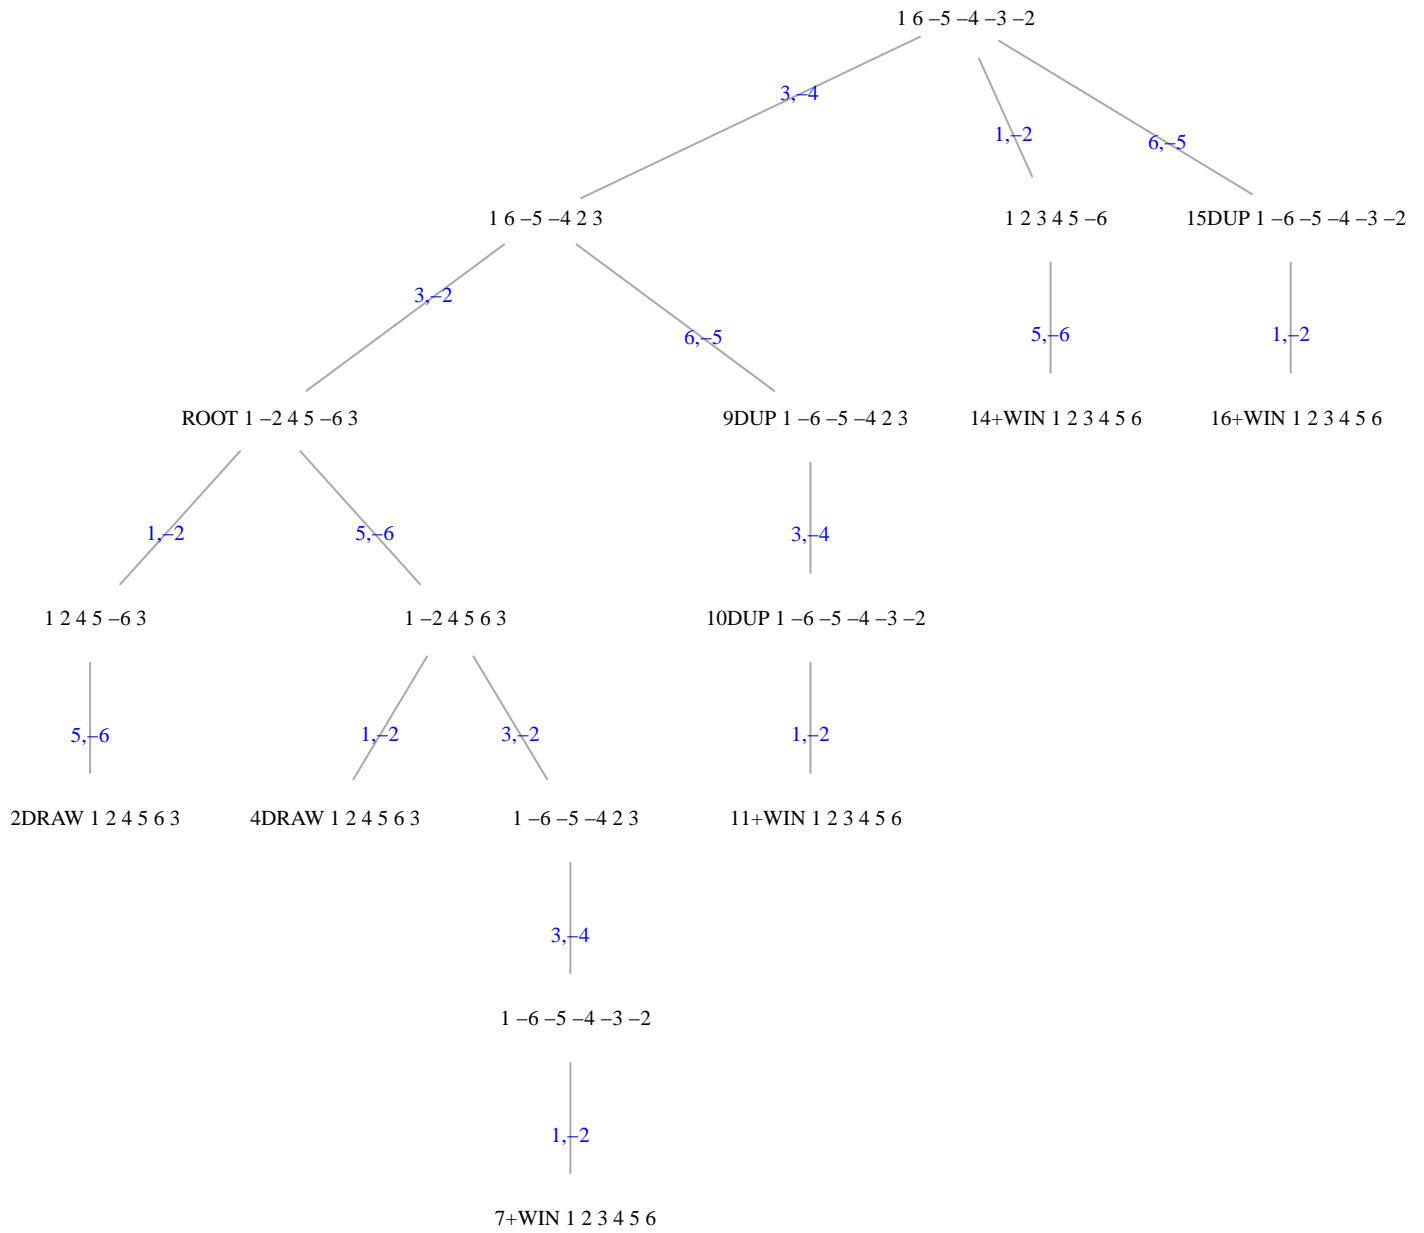 1 6 –5 –4 –3 –2
3,–4
1,–2
6,–5
1 6 –5 –4 2 3
1 2 3 4 5 –6
15DUP 1 –6 –5 –4 –3 –2
3,–2
6,–5
5,–6
1,–2
ROOT 1 –2 4 5 –6 3
9DUP 1 –6 –5 –4 2 3
14+WIN 1 2 3 4 5 6
16+WIN 1 2 3 4 5 6
1,–2
5,–6
3,–4
1 2 4 5 –6 3
1 –2 4 5 6 3
10DUP 1 –6 –5 –4 –3 –2
5,–6
1,–2
3,–2
1,–2
2DRAW 1 2 4 5 6 3
4DRAW 1 2 4 5 6 3
1 –6 –5 –4 2 3
11+WIN 1 2 3 4 5 6
3,–4
1 –6 –5 –4 –3 –2
1,–2
7+WIN 1 2 3 4 5 6